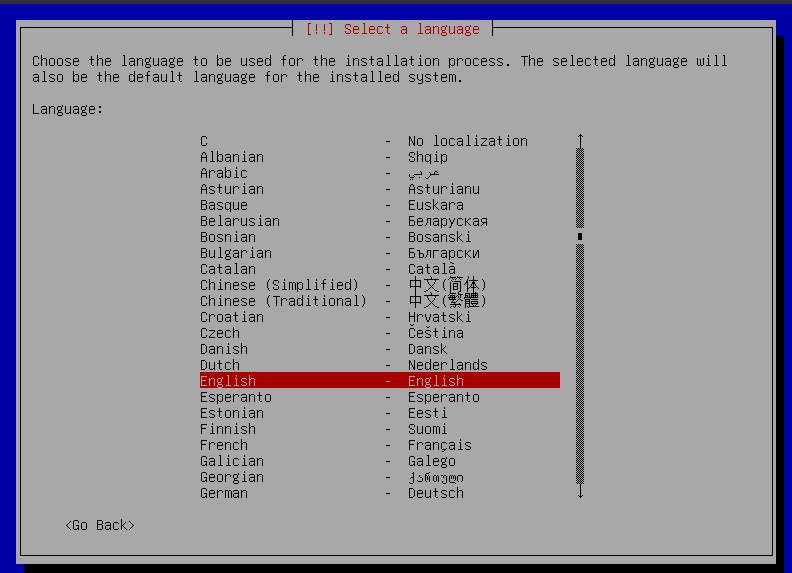 [!!] Select a language
Choose the language to be used for the installation process. The selected language will
also be the default language for the installed system.
Language:
C - No localization
Albanian - Shqip
Arabic - عربي
Asturian - Asturianu
Basque - Euskara
Belarusian - Беларуская
Bosnian - Bosanski
Bulgarian - Български
Catalan - Català
Chinese (Simplified) - 中文(简体)
Chinese (Traditional) - 中文(繁體)
Croatian - Hrvatski
Czech - Čeština
Danish - Dansk
Dutch - Nederlands
English - English
Esperanto - Esperanto
Estonian - Eesti
Finnish - Suomi
French - Français
Galician - Galego
Georgian - ქართული
German - Deutsch
<Go Back>